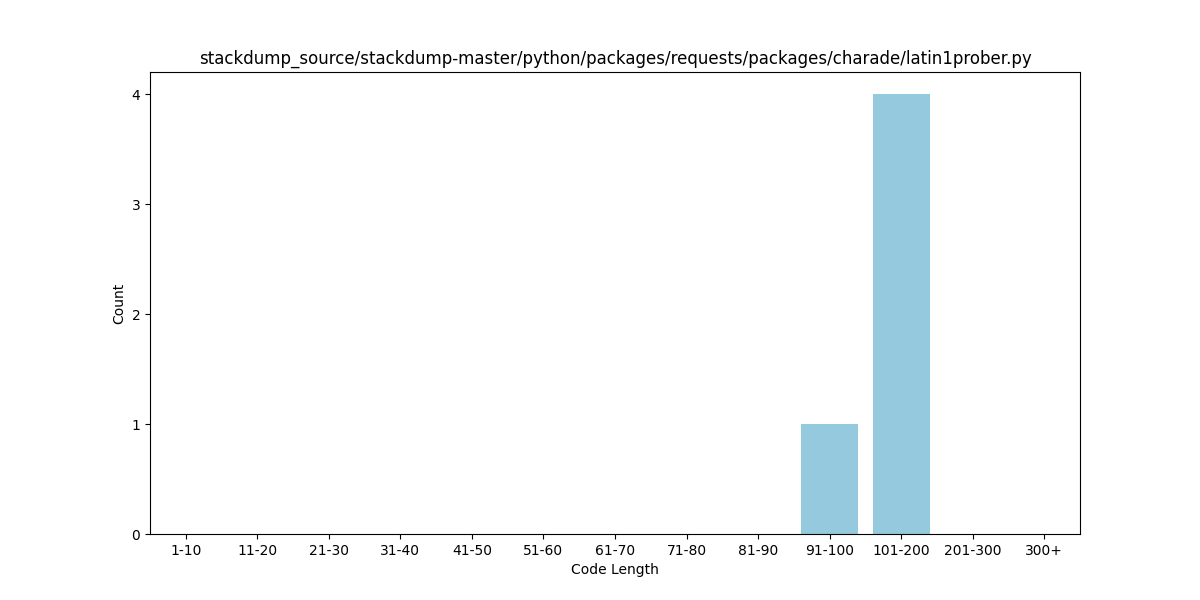 stackdump_source/stackdump-master/python/packages/requests/packages/charade/latin1prober.py
4
3
2
1
0
Count
1-10 11-20 21-30 31-40 41-50 51-60 61-70 71-80 81-90 91-100 101-200 201-300 300+
Code Length